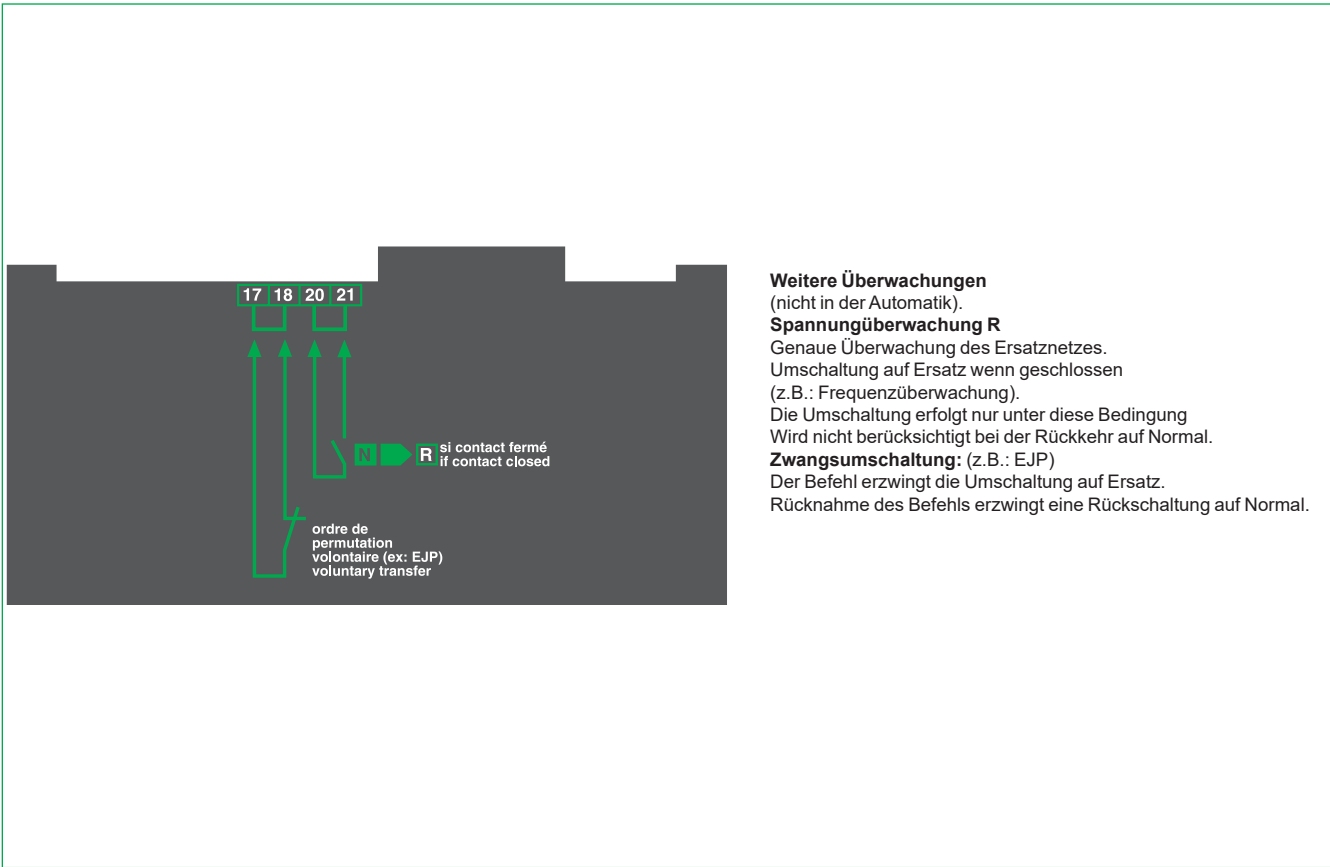 17 18 20 21
N R si contact fermé
if contact closed
ordre de
permutation
volontaire (ex: EJP)
voluntary transfer
Weitere Überwachungen
(nicht in der Automatik).
Spannungüberwachung R
Genaue Überwachung des Ersatznetzes.
Umschaltung auf Ersatz wenn geschlossen
(z.B.: Frequenzüberwachung).
Die Umschaltung erfolgt nur unter diese Bedingung
Wird nicht berücksichtigt bei der Rückkehr auf Normal.
Zwangsumschaltung: (z.B.: EJP)
Der Befehl erzwingt die Umschaltung auf Ersatz.
Rücknahme des Befehls erzwingt eine Rückschaltung auf Normal.